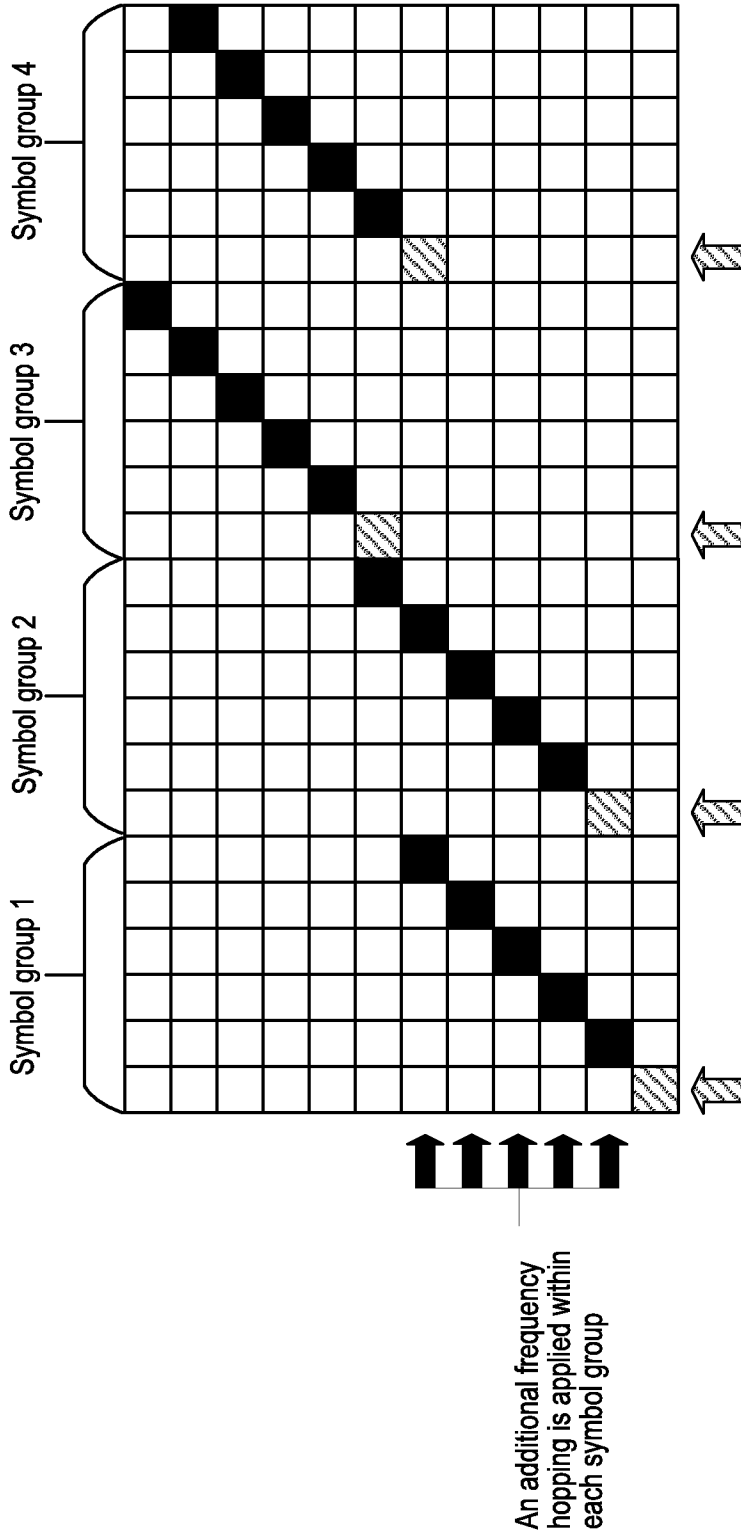 Symbol group 1
Symbol group 2
Symbol group 3
Symbol group 4
An additional frequency
hopping is applied within
each symbol group